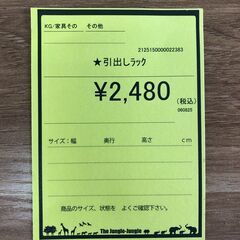 KG/家具その　その他
2125150000022383
★引出しラック
¥2,480
(税込)
060825
サイズ：幅　奥行　高さ　cm
商品のサイズ、状態を　よくご確認下さい。
The Jungle-Jungle